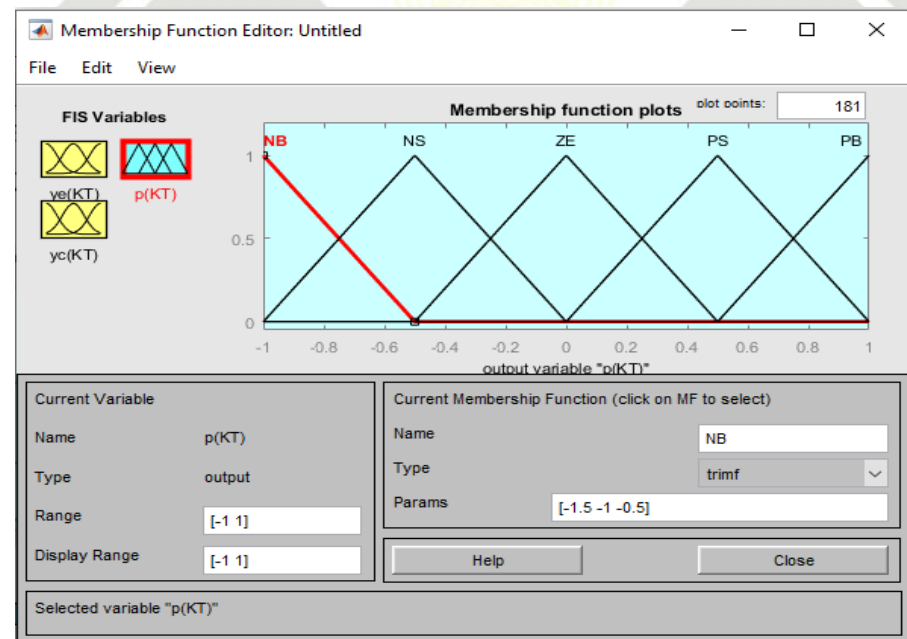 Membership Function Editor: Untitled
File Edit View
FIS Variables
ye(KT)
p(KT)
yc(KT)
Membership function plots
plot points:
181
NB NS ZE PS PB
1
0.5
0
-1 -0.8 -0.6 -0.4 -0.2 0 0.2 0.4 0.6 0.8 1
output variable "p(KT)"
Current Variable
Name p(KT)
Type output
Range [-1 1]
Display Range [-1 1]
Current Membership Function (click on MF to select)
Name NB
Type trimf
Params [-1.5 -1 -0.5]
Help Close
Selected variable "p(KT)"